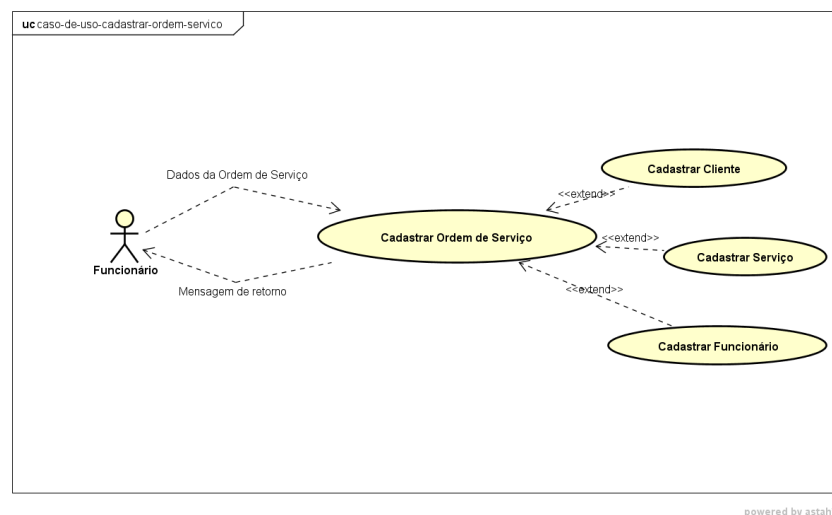 uc caso-de-uso-cadastrar-ordem-servico
Cadastrar Cliente
Dados da Ordem de Serviço
<<extend>>
Cadastrar Ordem de Serviço
<<extend>>
Cadastrar Serviço
Funcionário
Mensagem de retorno
<<extend>>
Cadastrar Funcionário
powered by astah